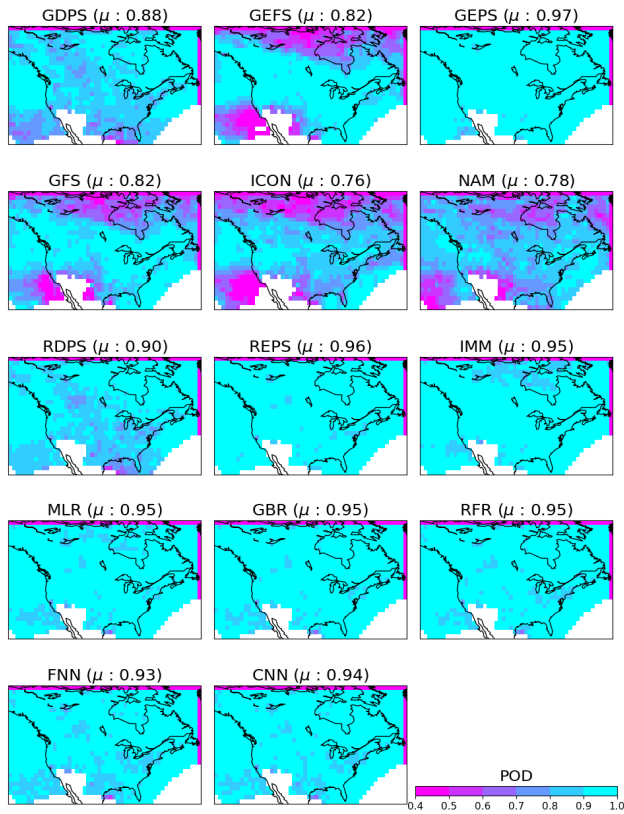 GDPS (μ : 0.88)
GEFS (μ : 0.82)
GEPS (μ : 0.97)
GFS (μ : 0.82)
ICON (μ : 0.76)
NAM (μ : 0.78)
RDPS (μ : 0.90)
REPS (μ : 0.96)
IMM (μ : 0.95)
MLR (μ : 0.95)
GBR (μ : 0.95)
RFR (μ : 0.95)
FNN (μ : 0.93)
CNN (μ : 0.94)
POD
0.4 0.5 0.6 0.7 0.8 0.9 1.0